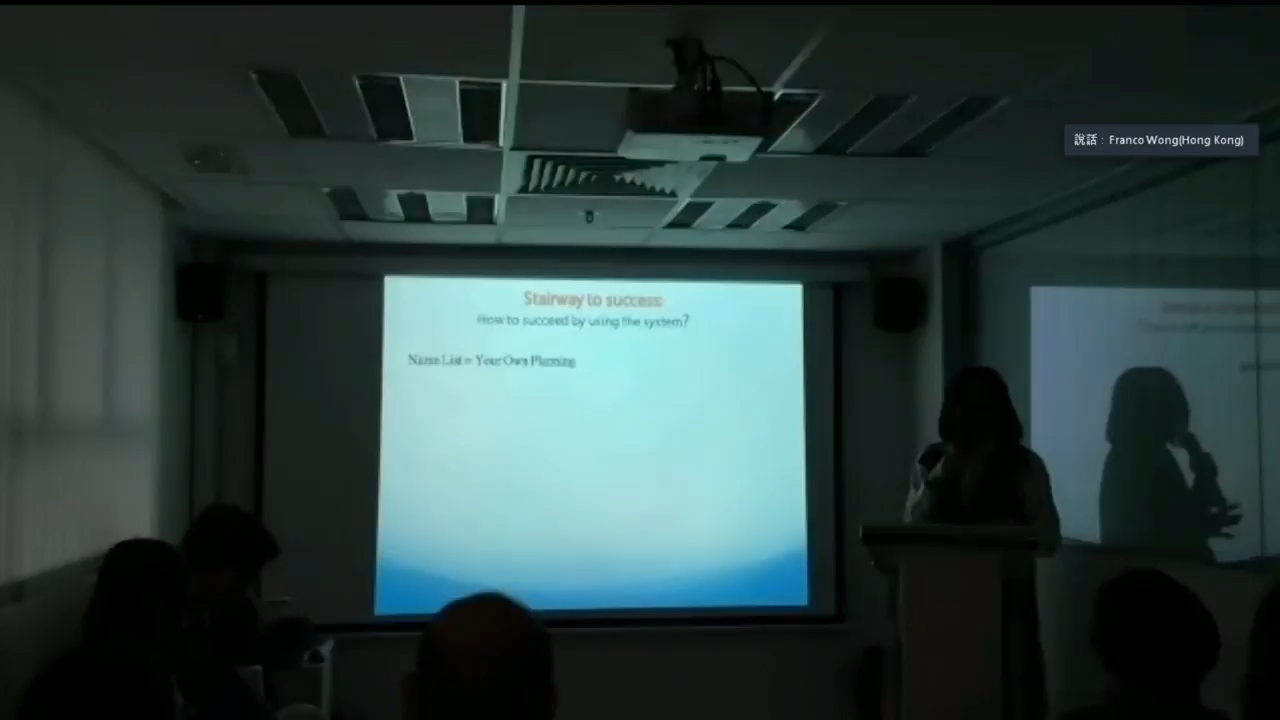 說話： Franco Wong(Hong Kong)
Stairway to success:
How to succeed by using the system?
Name List = Your Own Planning